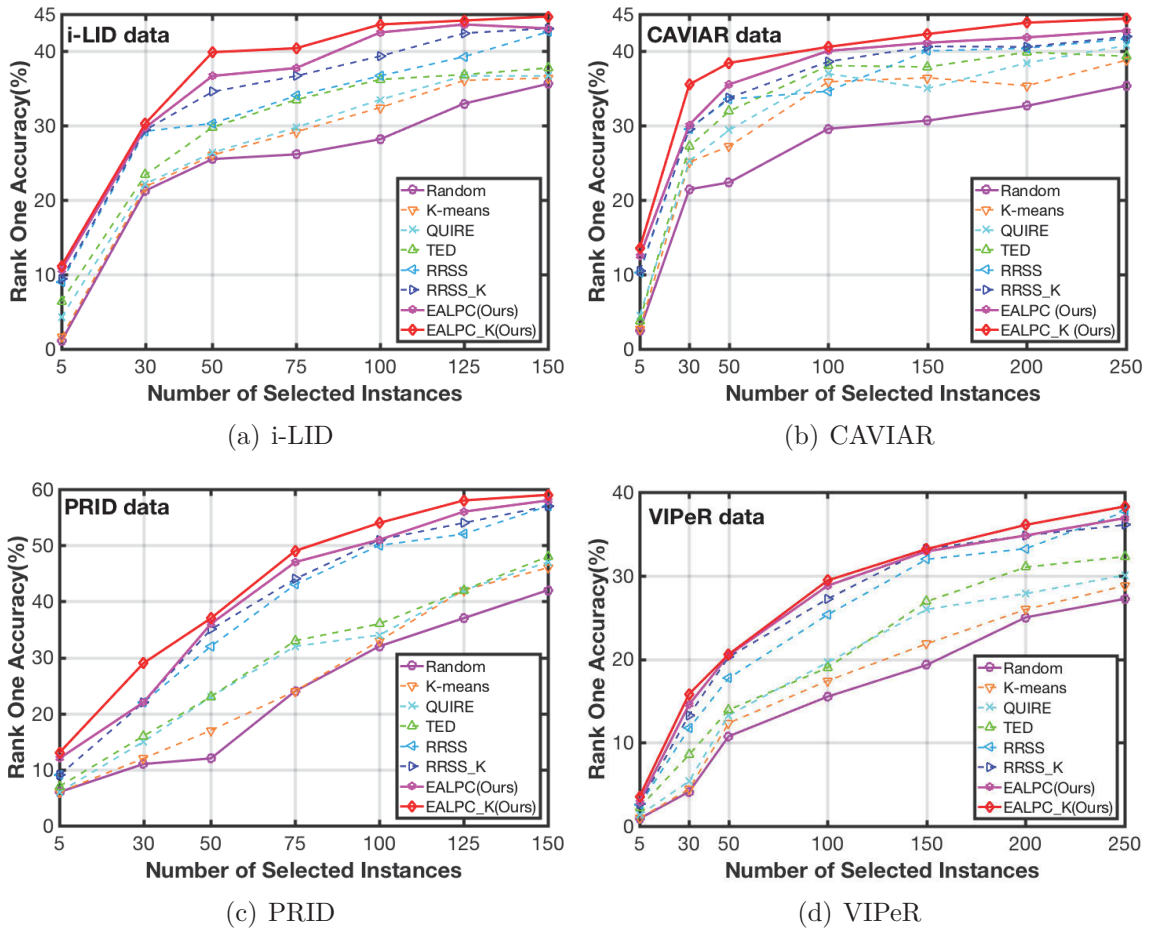 i-LID data
Rank One Accuracy(%)
45
40
30
20
10
0
5 30 50 75 100 125 150
Number of Selected Instances
Random
K-means
QUIRE
TED
RRSS
RRSS_K
EALPC(Ours)
EALPC_K(Ours)
(a) i-LID
CAVIAR data
Rank One Accuracy(%)
45
40
30
20
10
0
5 30 50 100 150 200 250
Number of Selected Instances
Random
K-means
QUIRE
TED
RRSS
RRSS_K
EALPC (Ours)
EALPC_K (Ours)
(b) CAVIAR
PRID data
Rank One Accuracy(%)
60
50
40
30
20
10
0
5 30 50 75 100 125 150
Number of Selected Instances
Random
K-means
QUIRE
TED
RRSS
RRSS_K
EALPC(Ours)
EALPC_K(Ours)
(c) PRID
VIPeR data
Rank One Accuracy(%)
40
30
20
10
0
5 30 50 100 150 200 250
Number of Selected Instances
Random
K-means
QUIRE
TED
RRSS
RRSS_K
EALPC(Ours)
EALPC_K(Ours)
(d) VIPeR